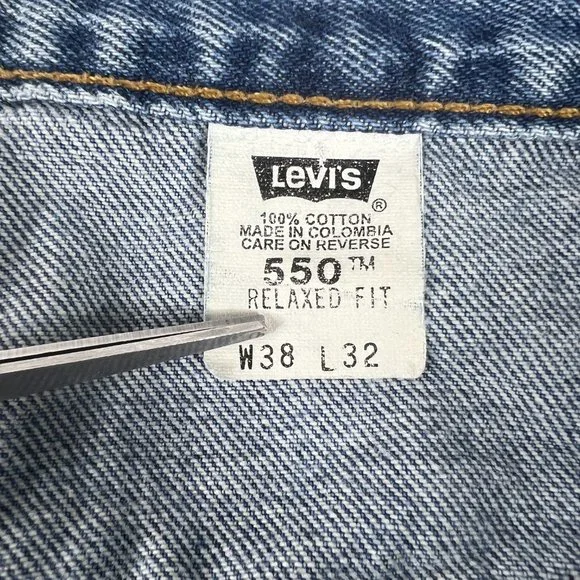 LEVI'S ®
100% COTTON
MADE IN COLOMBIA
CARE ON REVERSE
550™
RELAXED FIT
W38 L32